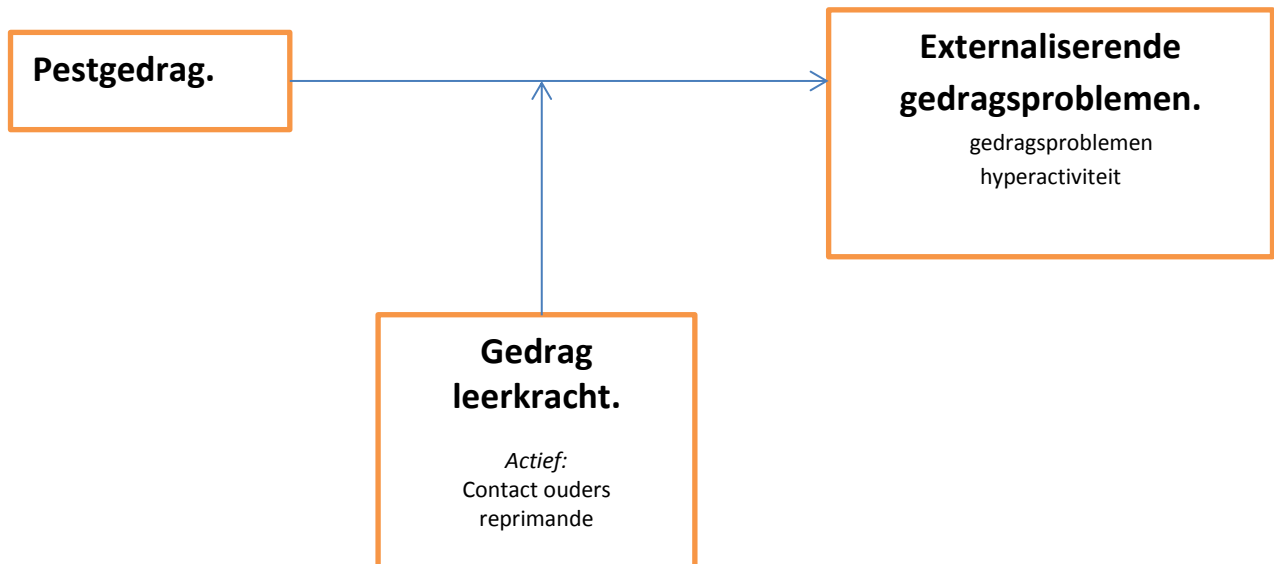 Pestgedrag.
Externaliserende
gedragsproblemen.
gedragsproblemen
hyperactiviteit
Gedrag
leerkracht.
Actief:
Contact ouders
reprimande